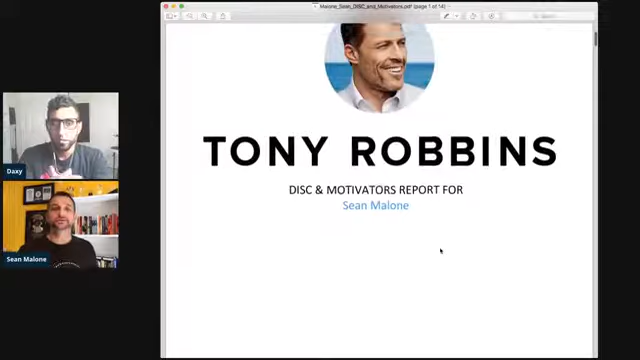 Malone_Sean_DISC_and_Motivators.pdf (page 1 of 14)
TONY ROBBINS
DISC & MOTIVATORS REPORT FOR
Sean Malone
Daxy
Sean Malone